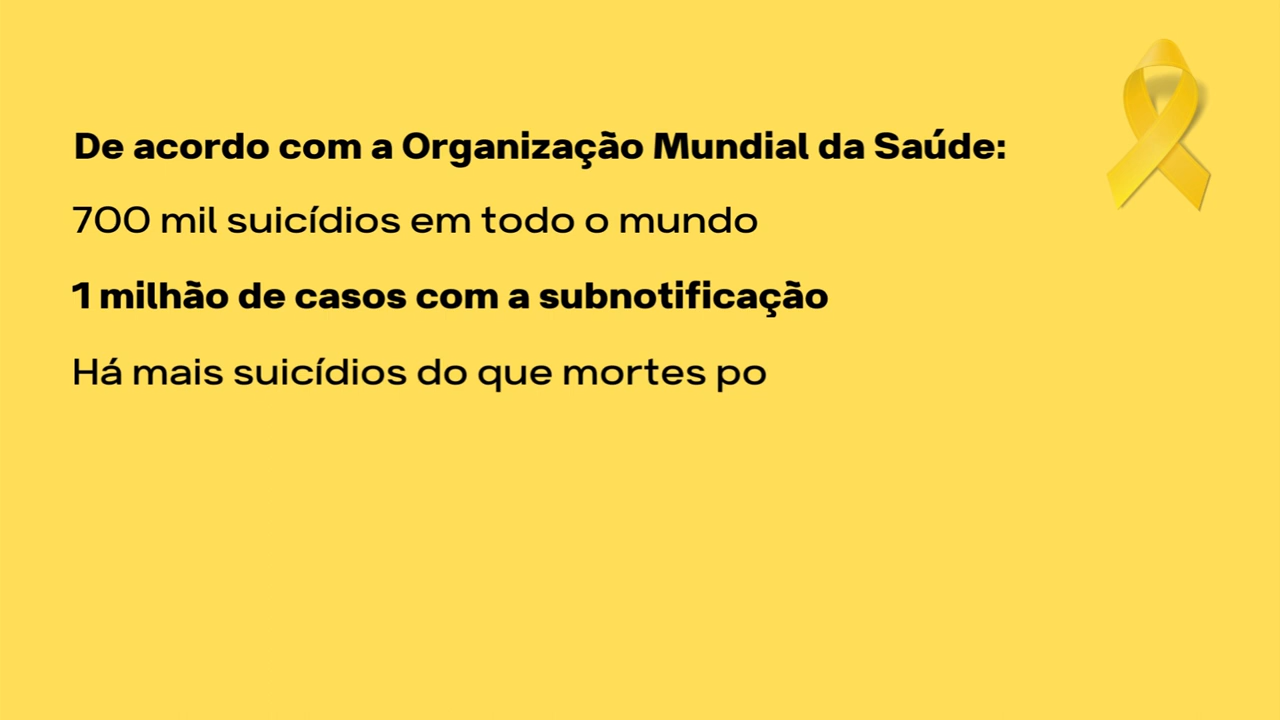 De acordo com a Organização Mundial da Saúde:
700 mil suicídios em todo o mundo
1 milhão de casos com a subnotificação
Há mais suicídios do que mortes po